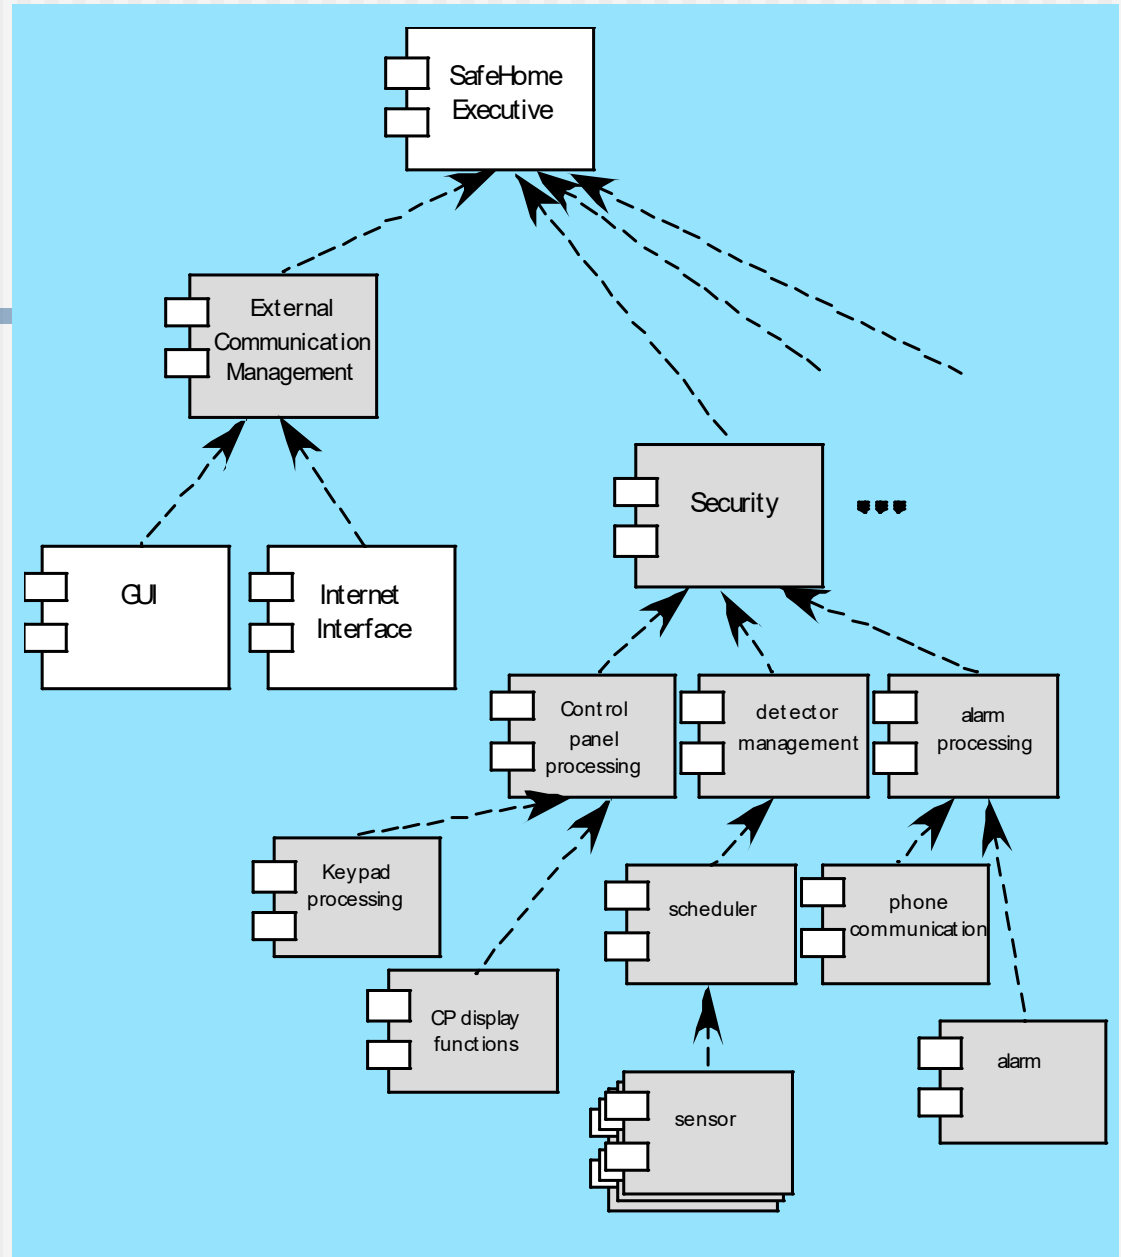 SafeHome
Executive
External
Communication
Management
Security
GUI
Internet
Interface
Control
panel
processing
detector
management
alarm
processing
Keypad
processing
scheduler
phone
communication
CP display
functions
alarm
sensor